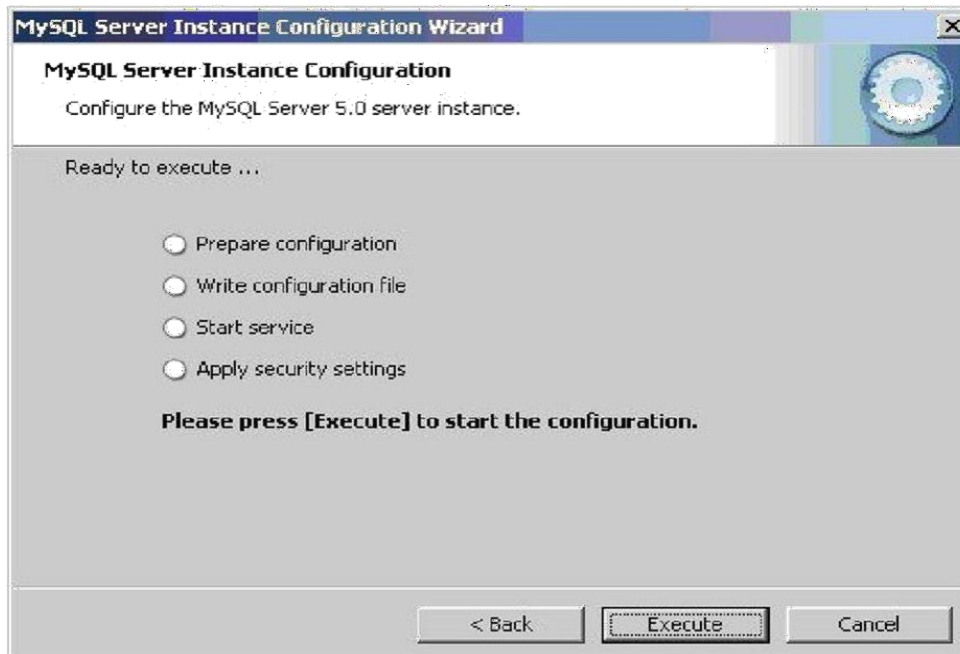 MySQL Server Instance Configuration Wizard
MySQL Server Instance Configuration
Configure the MySQL Server 5.0 server instance.
Ready to execute ...
Prepare configuration
Write configuration file
Start service
Apply security settings
Please press [Execute] to start the configuration.
< Back Execute Cancel